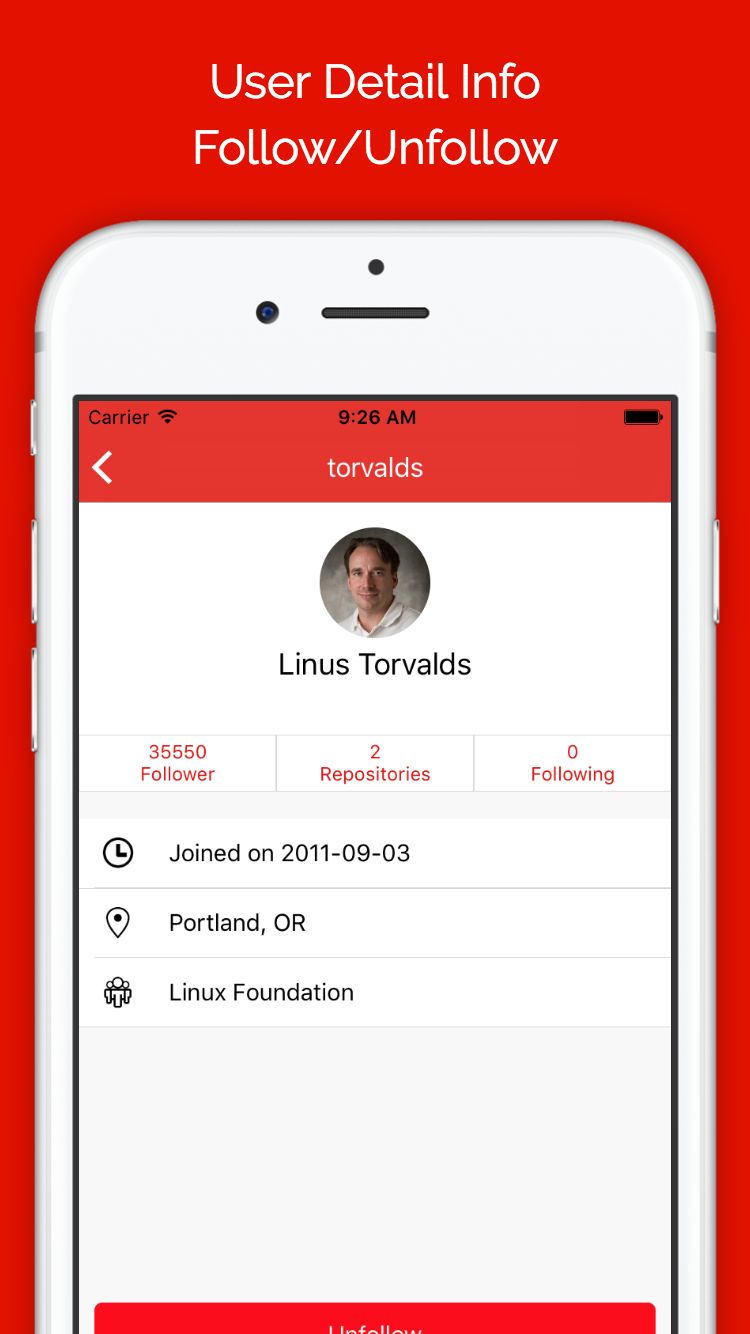 User Detail Info
Follow/Unfollow
Carrier 9:26 AM
torvalds
Linus Torvalds
35550 2 0
Follower Repositories Following
Joined on 2011-09-03
Portland, OR
Linux Foundation
Unfollow